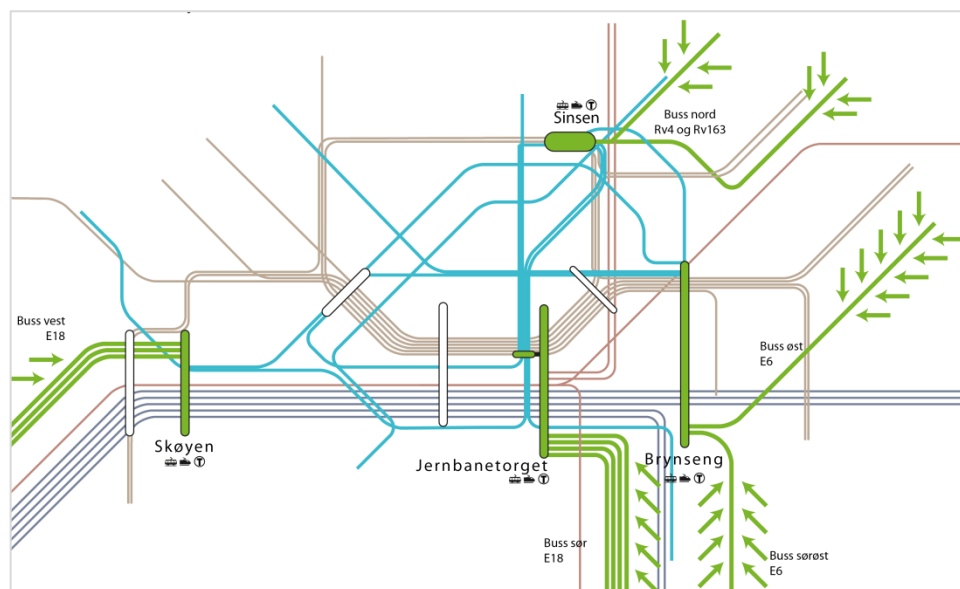 Sinsen
Buss nord
Rv4 og Rv163
Buss vest
E18
Buss øst
E6
Skøyen
Jernbanetorget
Brynseng
Buss sør
E18
Buss sørøst
E6